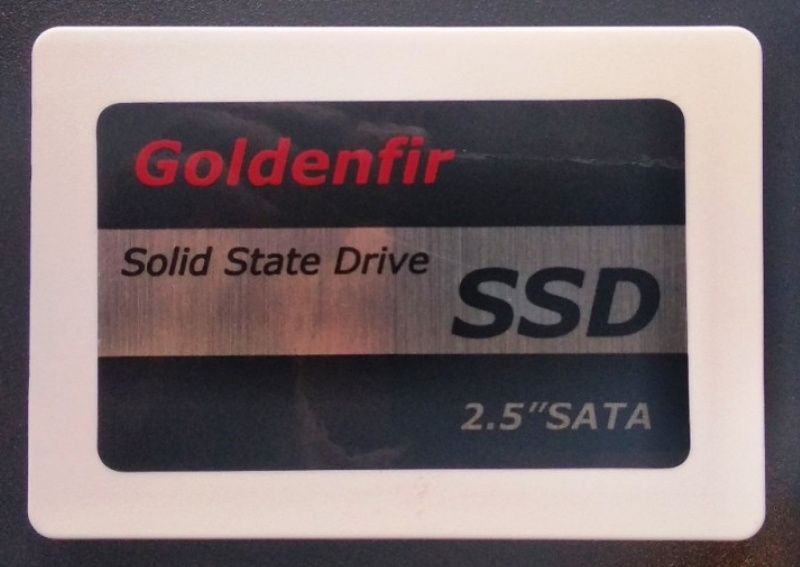 Goldenfir
Solid State Drive
SSD
2.5"SATA